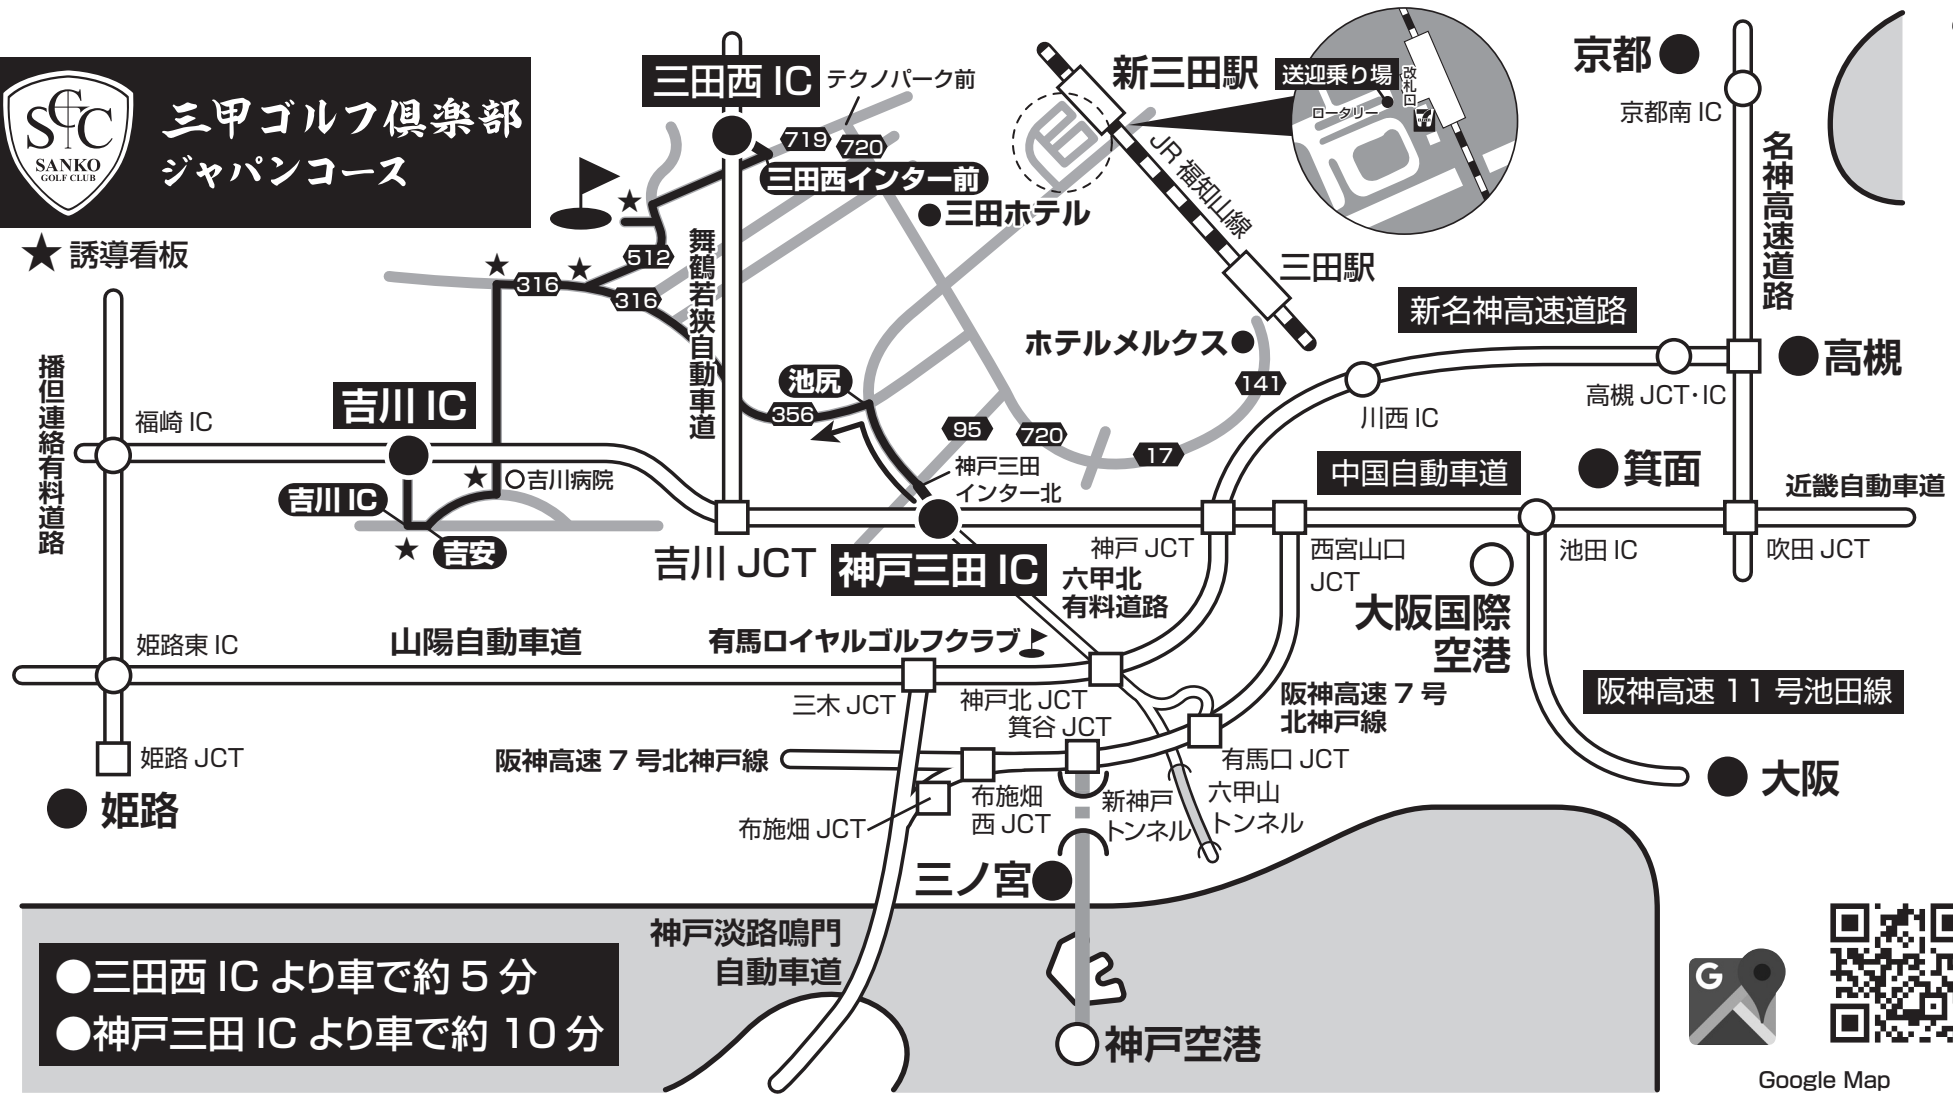 SCGC
SANKO
GOLF CLUB
三甲ゴルフ倶楽部
ジャパンコース
★ 誘導看板
三田西 IC
テクノパーク前
719
720
三田西インター前
三田ホテル
新三田駅
送迎乗り場
改札口
ロータリー
JR 福知山線
三田駅
京都
京都南 IC
名神高速道路
512
316
316
舞鶴若狭自動車道
新名神高速道路
ホテルメルクス
141
高槻
高槻 JCT・IC
川西 IC
播但連絡有料道路
福崎 IC
吉川 IC
池尻
356
95
720
17
神戸三田
インター北
中国自動車道
箕面
近畿自動車道
吉川病院
吉川 IC
吉安
吉川 JCT
神戸三田 IC
神戸 JCT
六甲北
有料道路
西宮山口
JCT
池田 IC
吹田 JCT
大阪国際
空港
姫路東 IC
山陽自動車道
有馬ロイヤルゴルフクラブ
三木 JCT
神戸北 JCT
箕谷 JCT
阪神高速 7 号
北神戸線
阪神高速 11 号池田線
姫路 JCT
阪神高速 7 号北神戸線
有馬口 JCT
大阪
姫路
布施畑 JCT
布施畑
西 JCT
新神戸
トンネル
六甲山
トンネル
三ノ宮
神戸淡路鳴門
自動車道
●三田西 IC より車で約 5 分
●神戸三田 IC より車で約 10 分
神戸空港
G
Google Map